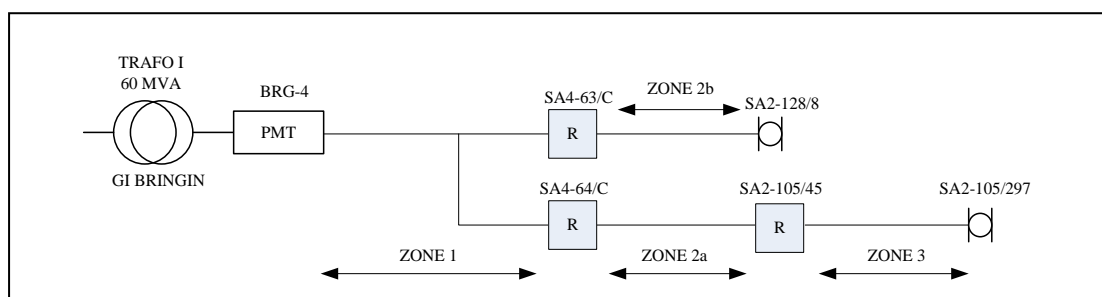 TRAFO I
60 MVA
GI BRINGIN
BRG-4
PMT
SA4-63/C
R
ZONE 2b
SA2-128/8
SA4-64/C
R
SA2-105/45
R
SA2-105/297
ZONE 1
ZONE 2a
ZONE 3